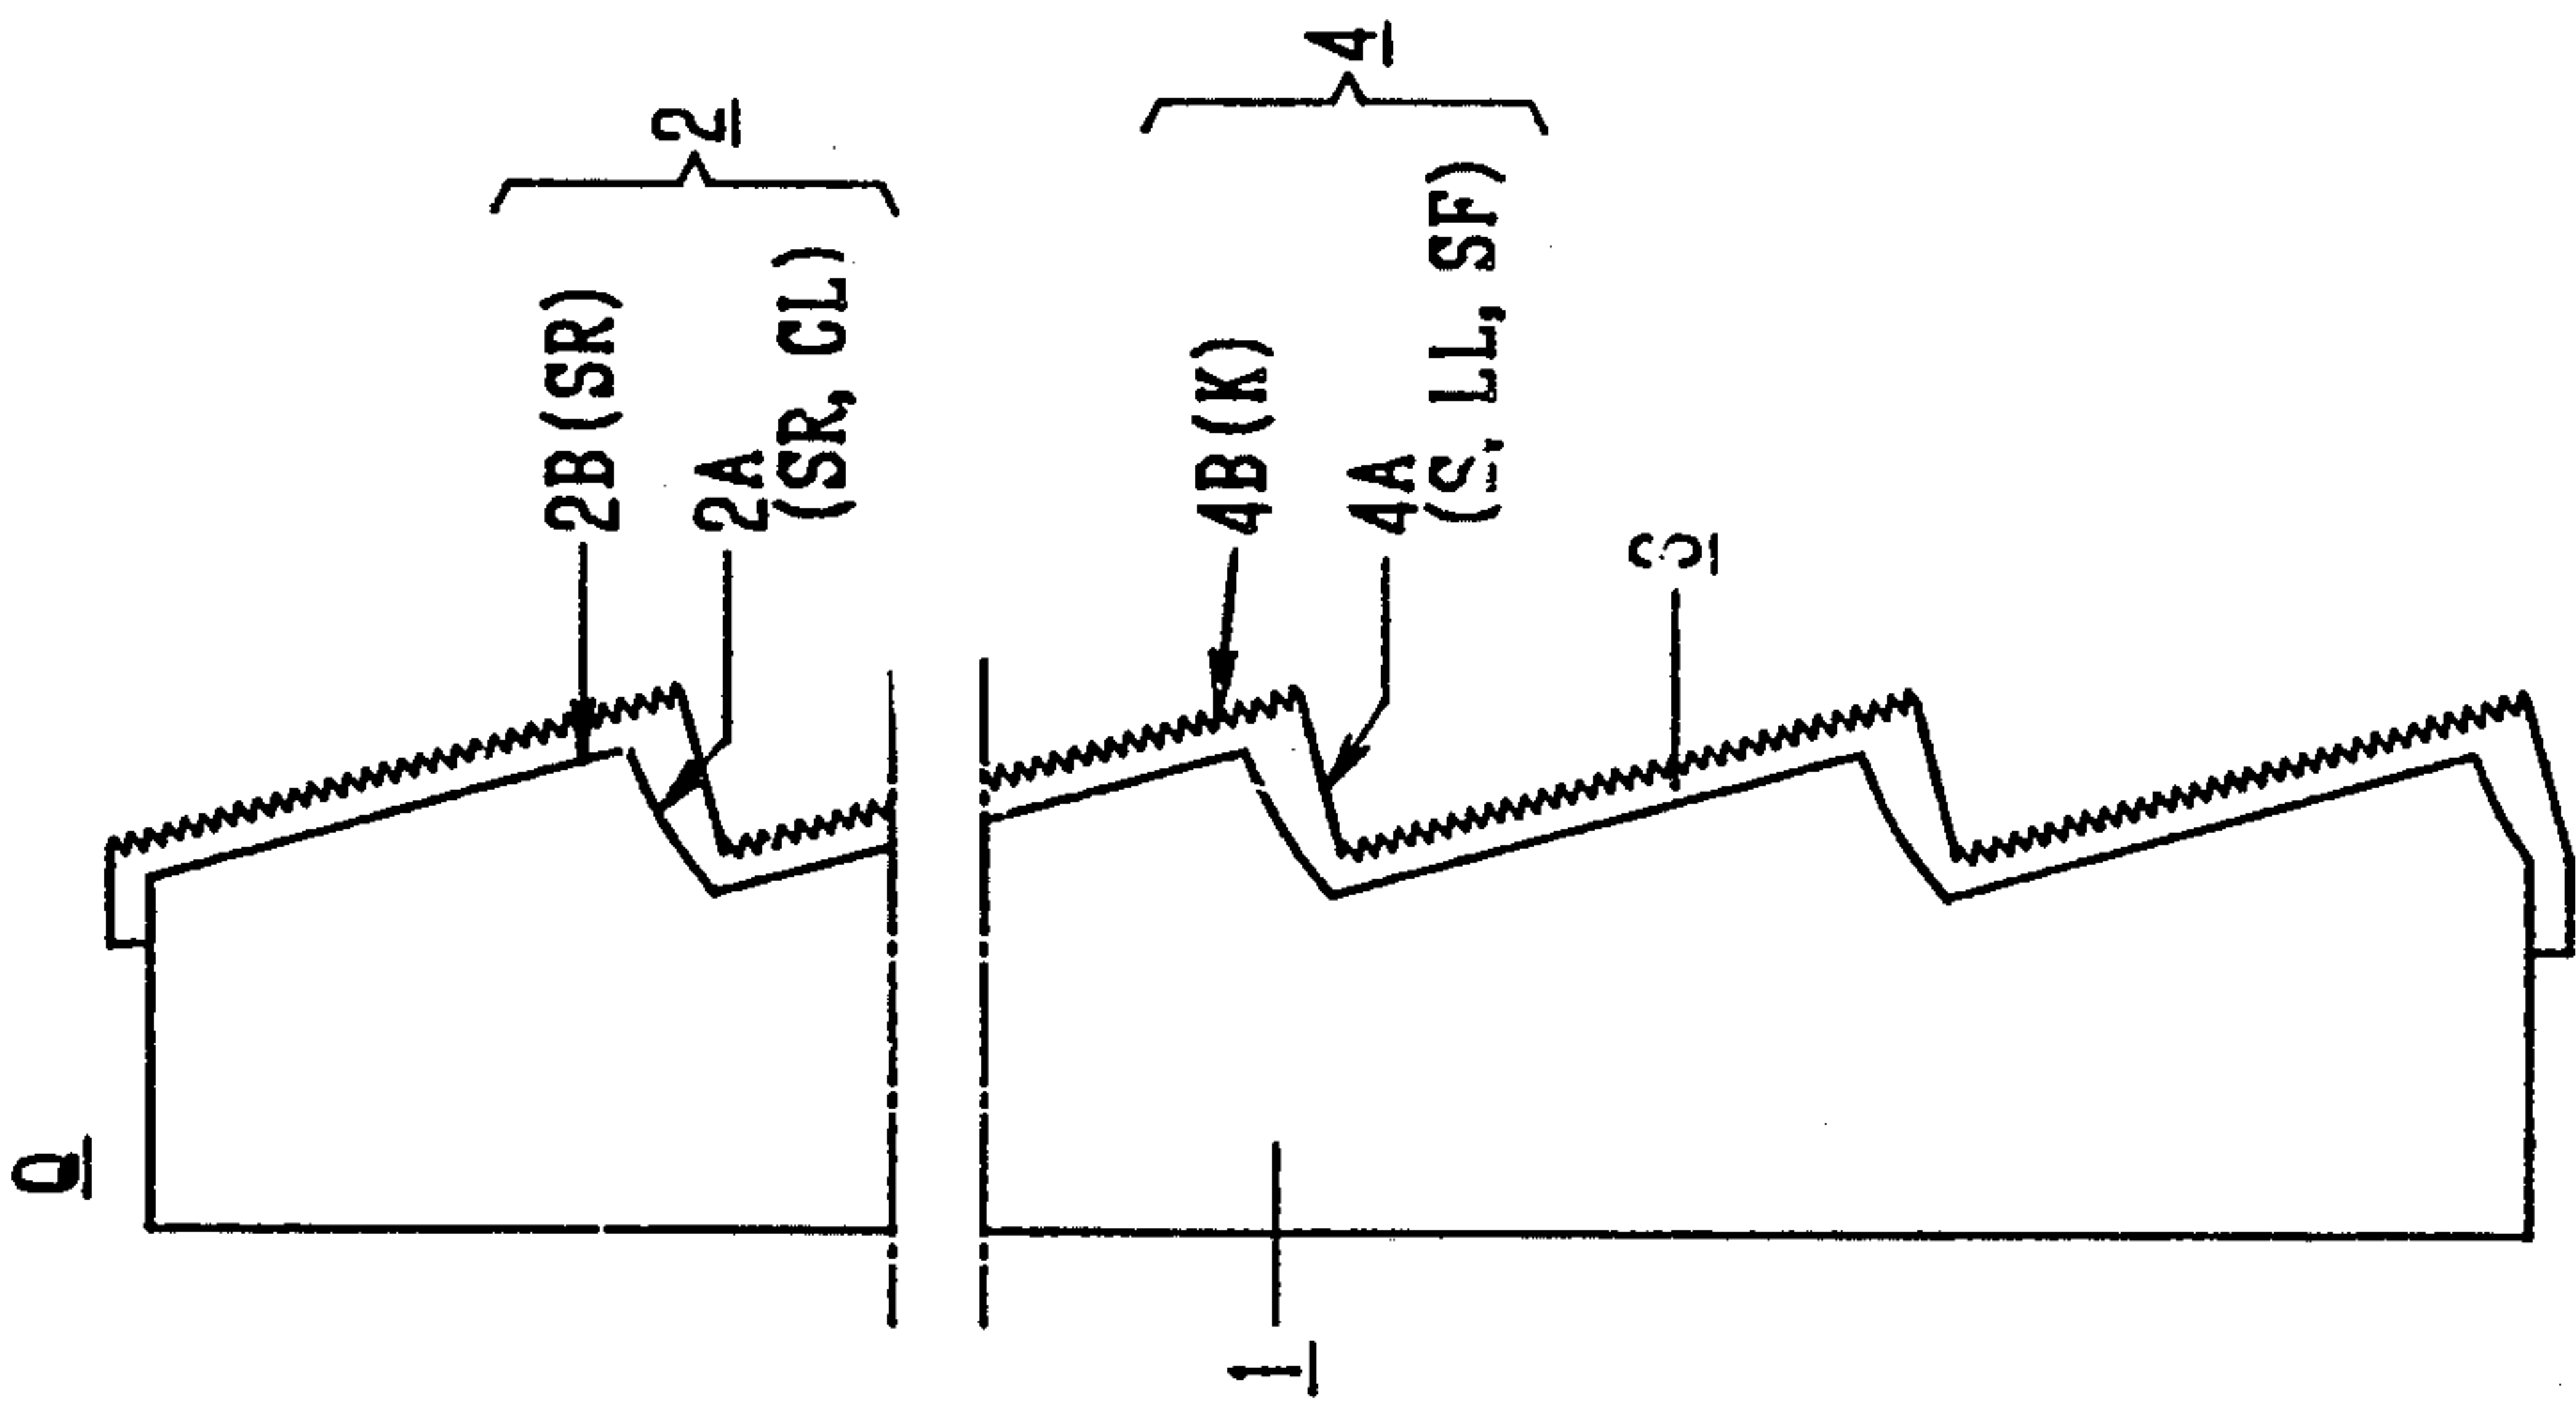 Q
2
2B(SR)
2A
(SR, CL)
4
4B(K)
4A
(S, LL, SF)
3
1